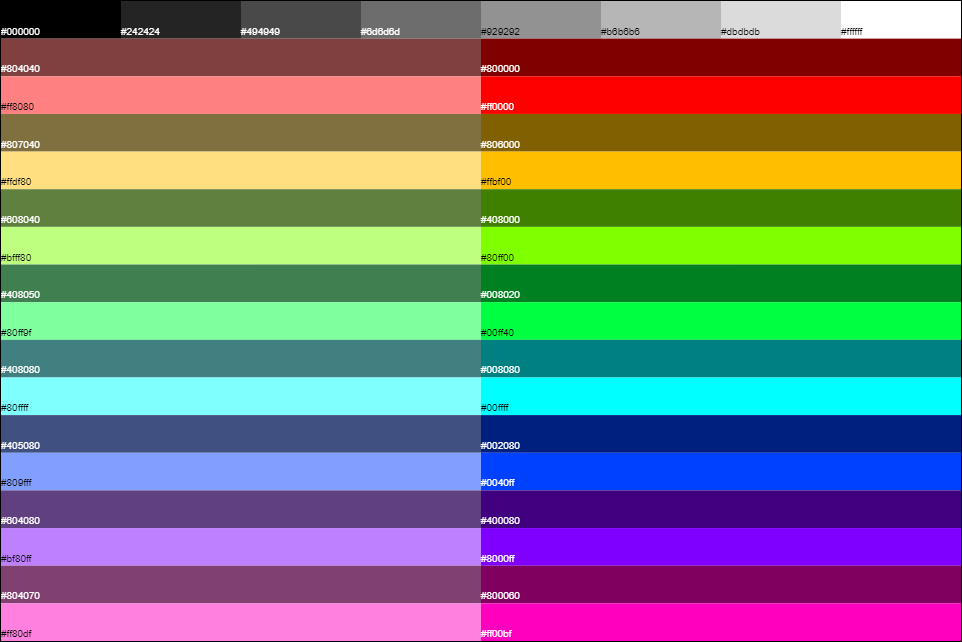 #000000 #242424 #494949 #6d6d6d #929292 #b6b6b6 #dbdbdb #ffffff
#804040 #800000
#ff8080 #ff0000
#807040 #806000
#ffdf80 #ffbf00
#608040 #408000
#bfff80 #80ff00
#408050 #008020
#80ff9f #00ff40
#408080 #008080
#80ffff #00ffff
#405080 #002080
#809fff #0040ff
#604080 #400080
#bf80ff #8000ff
#804070 #800060
#ff80df #ff00bf